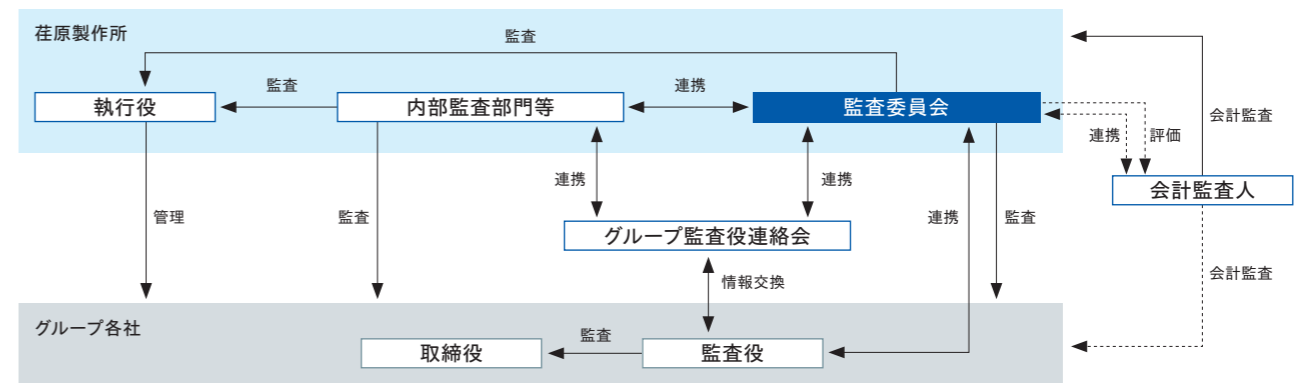 荏原製作所
監査
監査
連携
執行役
内部監査部門等
監査委員会
会計監査
連携
評価
連携
連携
会計監査人
管理
監査
連携
監査
グループ監査役連絡会
会計監査
情報交換
グループ各社
監査
取締役
監査役